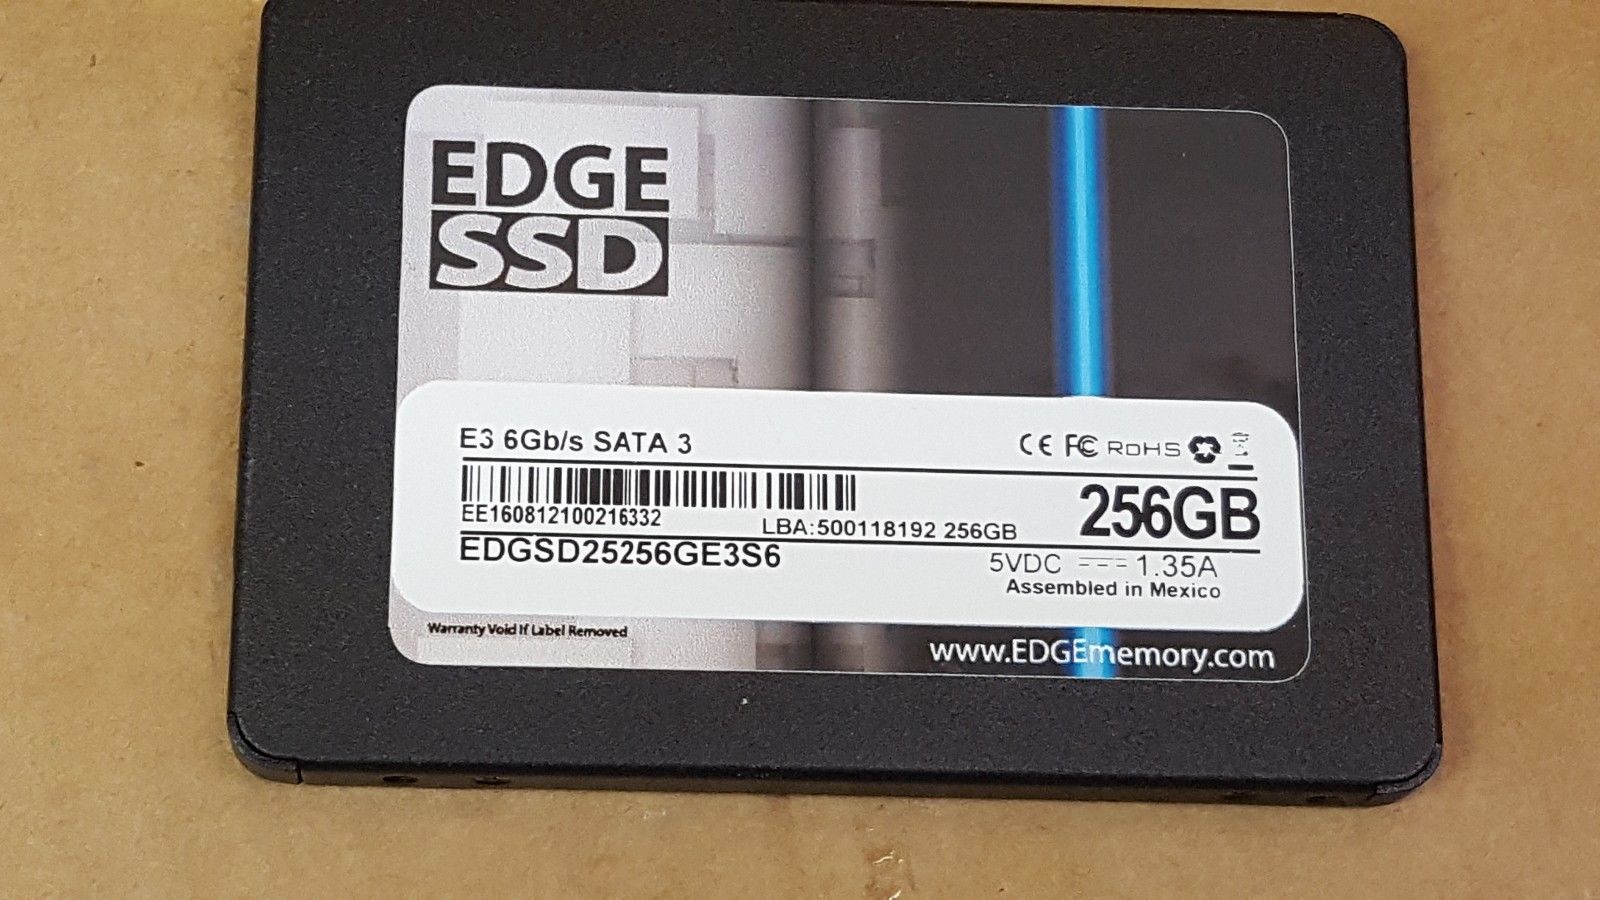 EDGE
SSD
E3 6Gb/s SATA 3
CE FC RoHS
EE160812100216332
LBA:500118192 256GB
256GB
EDGSD25256GE3S6
5VDC 1.35A
Assembled in Mexico
Warranty Void If Label Removed
www.EDGEmemory.com